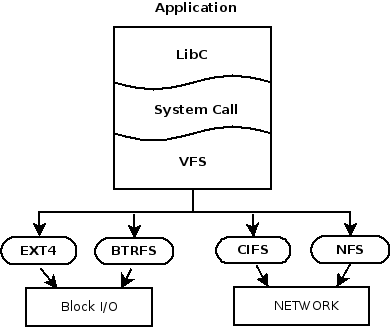 Application
LibC
System Call
VFS
EXT4 BTRFS CIFS NFS
Block I/O NETWORK